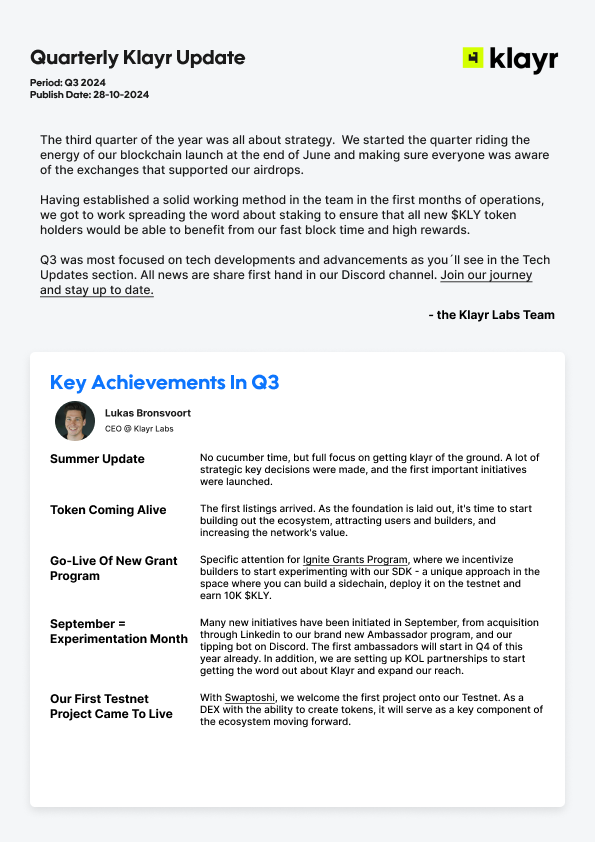 Quarterly Klayr Update
klayr
Period: Q3 2024
Publish Date: 28-10-2024
The third quarter of the year was all about strategy.  We started the quarter riding the
energy of our blockchain launch at the end of June and making sure everyone was aware
of the exchanges that supported our airdrops.
Having established a solid working method in the team in the first months of operations,
we got to work spreading the word about staking to ensure that all new $KLY token
holders would be able to benefit from our fast block time and high rewards.
Q3 was most focused on tech developments and advancements as you´ll see in the Tech
Updates section. All news are share first hand in our Discord channel. Join our journey
and stay up to date.
- the Klayr Labs Team
Key Achievements In Q3
Lukas Bronsvoort
CEO @ Klayr Labs
Summer Update
No cucumber time, but full focus on getting klayr of the ground. A lot of
strategic key decisions were made, and the first important initiatives
were launched.
Token Coming Alive
The first listings arrived. As the foundation is laid out, it's time to start
building out the ecosystem, attracting users and builders, and
increasing the network's value.
Go-Live Of New Grant
Program
Specific attention for Ignite Grants Program, where we incentivize
builders to start experimenting with our SDK - a unique approach in the
space where you can build a sidechain, deploy it on the testnet and
earn 10K $KLY.
September =
Experimentation Month
Many new initiatives have been initiated in September, from acquisition
through Linkedin to our brand new Ambassador program, and our
tipping bot on Discord. The first ambassadors will start in Q4 of this
year already. In addition, we are setting up KOL partnerships to start
getting the word out about Klayr and expand our reach.
Our First Testnet
Project Came To Live
With Swaptoshi, we welcome the first project onto our Testnet. As a
DEX with the ability to create tokens, it will serve as a key component of
the ecosystem moving forward.